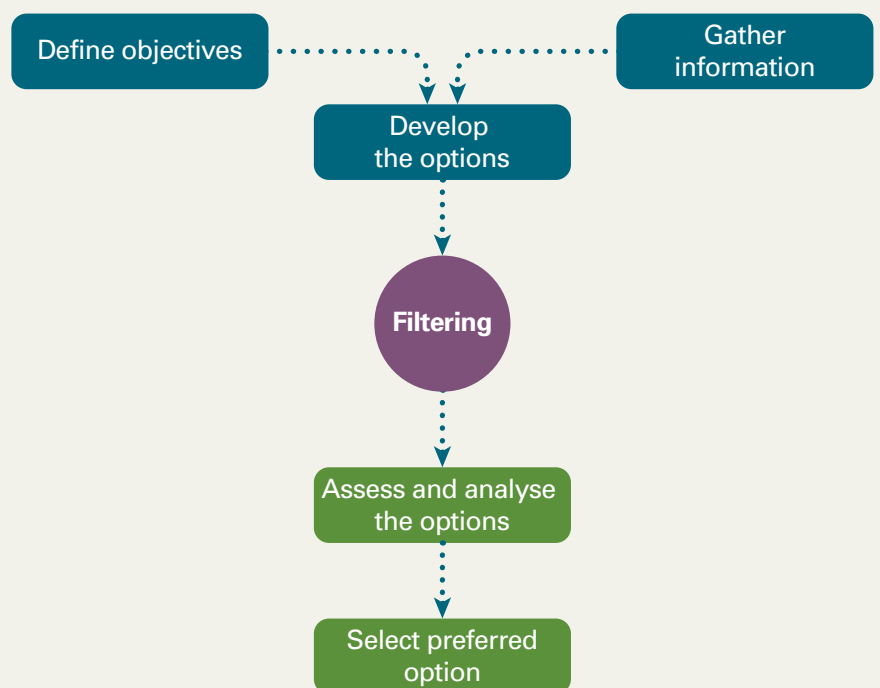 Define objectives
Gather
information
Develop
the options
Filtering
Assess and analyse
the options
Select preferred
option